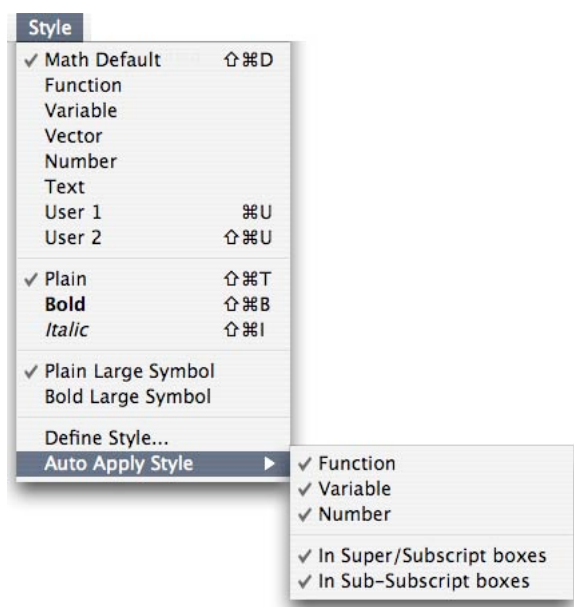 Style
✓ Math Default ⇧⌘D
Function
Variable
Vector
Number
Text
User 1 ⌘U
User 2 ⇧⌘U
✓ Plain ⇧⌘T
Bold ⇧⌘B
Italic ⇧⌘I
✓ Plain Large Symbol
Bold Large Symbol
Define Style...
Auto Apply Style ▶
✓ Function
✓ Variable
✓ Number
✓ In Super/Subscript boxes
✓ In Sub-Subscript boxes